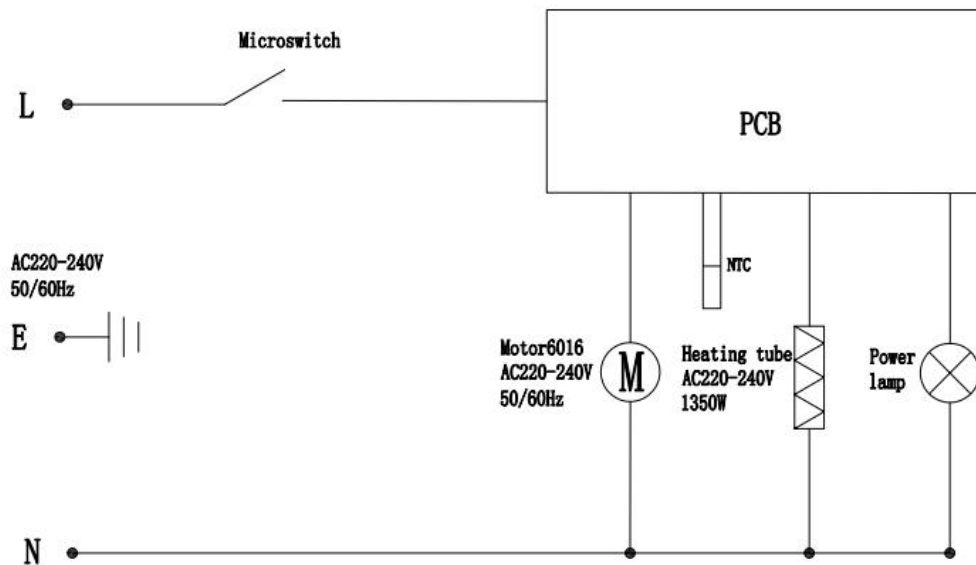 Microswitch
L
PCB
AC220-240V
50/60Hz
E
NTC
Motor6016
AC220-240V
50/60Hz
M
Heating tube
AC220-240V
1350W
Power
lamp
N